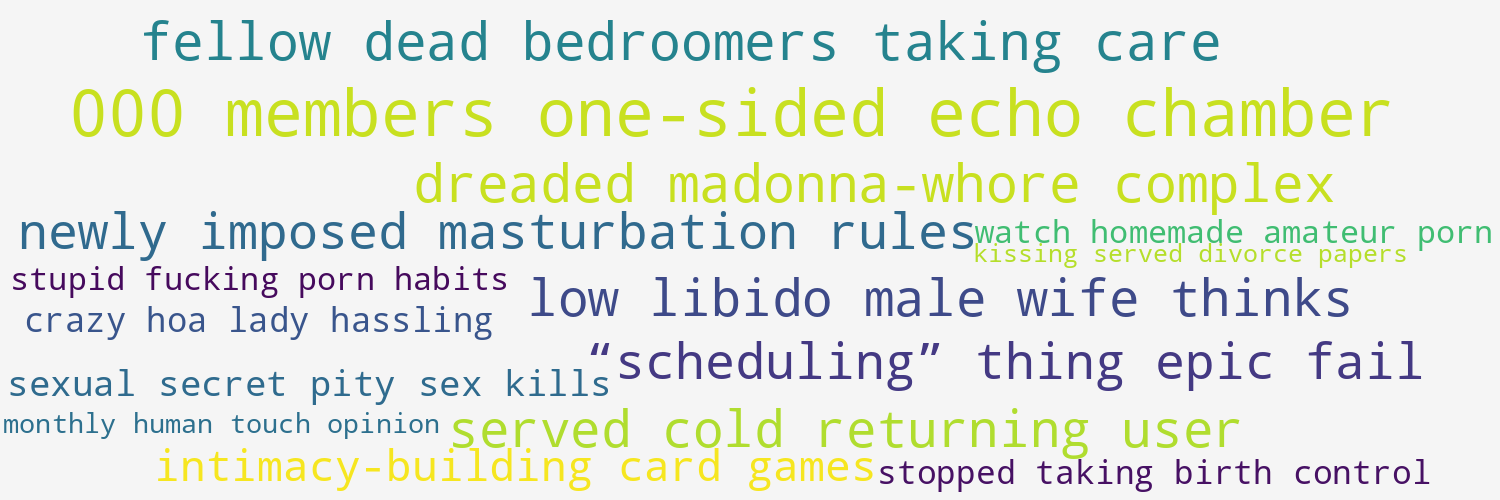 fellow dead bedroomers taking care
000 members one-sided echo chamber
dreaded madonna-whore complex
newly imposed masturbation rules
watch homemade amateur porn
kissing served divorce papers
stupid fucking porn habits
low libido male wife thinks
crazy hoa lady hassling
“scheduling” thing epic fail
sexual secret pity sex kills
monthly human touch opinion
served cold returning user
intimacy-building card games
stopped taking birth control